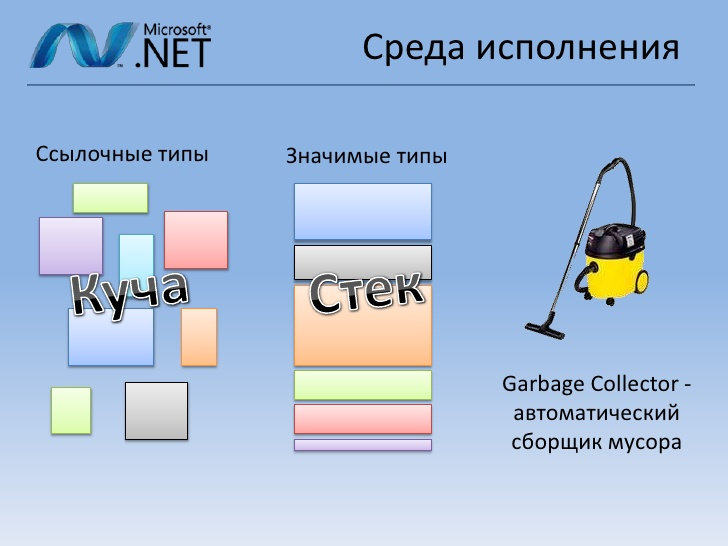 Microsoft®
.NET
Среда исполнения
Ссылочные типы
Значимые типы
Куча
Стек
Garbage Collector -
автоматический
сборщик мусора